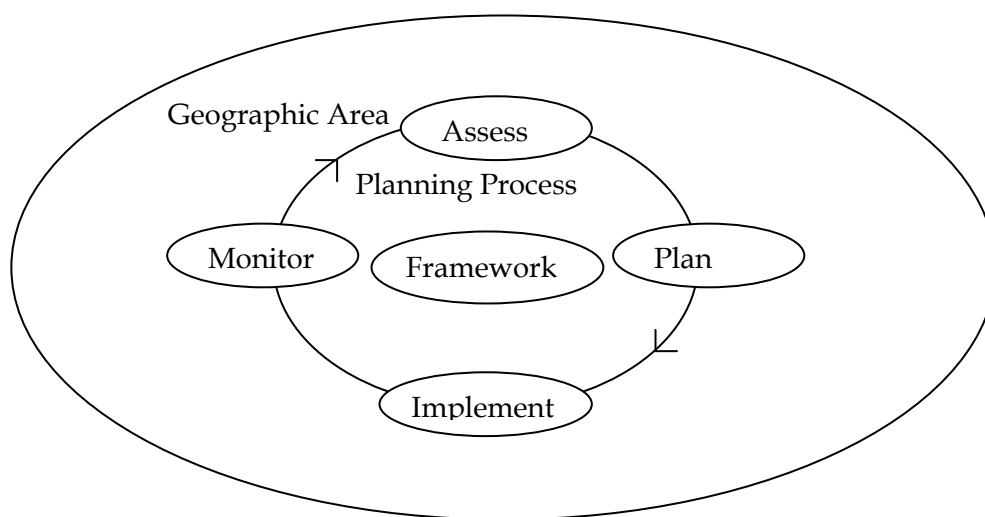 Geographic Area
Assess
Planning Process
Monitor
Framework
Plan
Implement